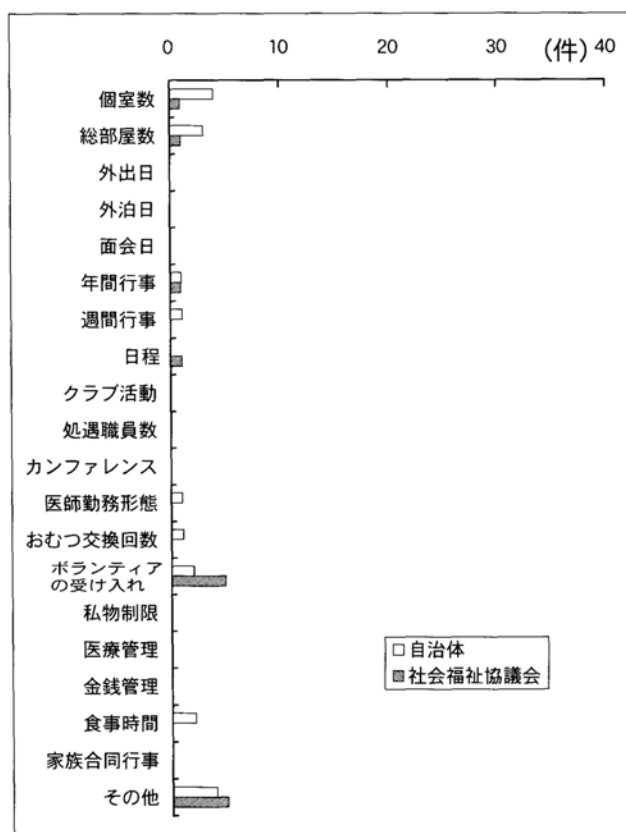 0 10 20 30 (件) 40
個室数
総部屋数
外出日
外泊日
面会日
年間行事
週間行事
日程
クラブ活動
処遇職員数
カンファレンス
医師勤務形態
おむつ交換回数
ボランティア
の受け入れ
私物制限
医療管理
金銭管理
食事時間
家族合同行事
その他
自治体
社会福祉協議会